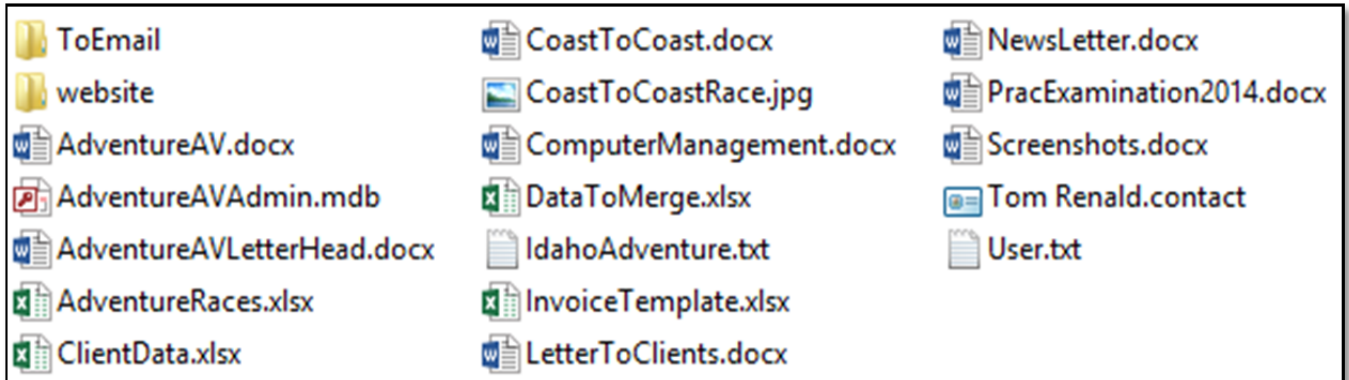 ToEmail
website
AdventureAV.docx
AdventureAVAdmin.mdb
AdventureAVLetterHead.docx
AdventureRaces.xlsx
ClientData.xlsx
CoastToCoast.docx
CoastToCoastRace.jpg
ComputerManagement.docx
DataToMerge.xlsx
IdahoAdventure.txt
InvoiceTemplate.xlsx
LetterToClients.docx
NewsLetter.docx
PracExamination2014.docx
Screenshots.docx
Tom Renald.contact
User.txt